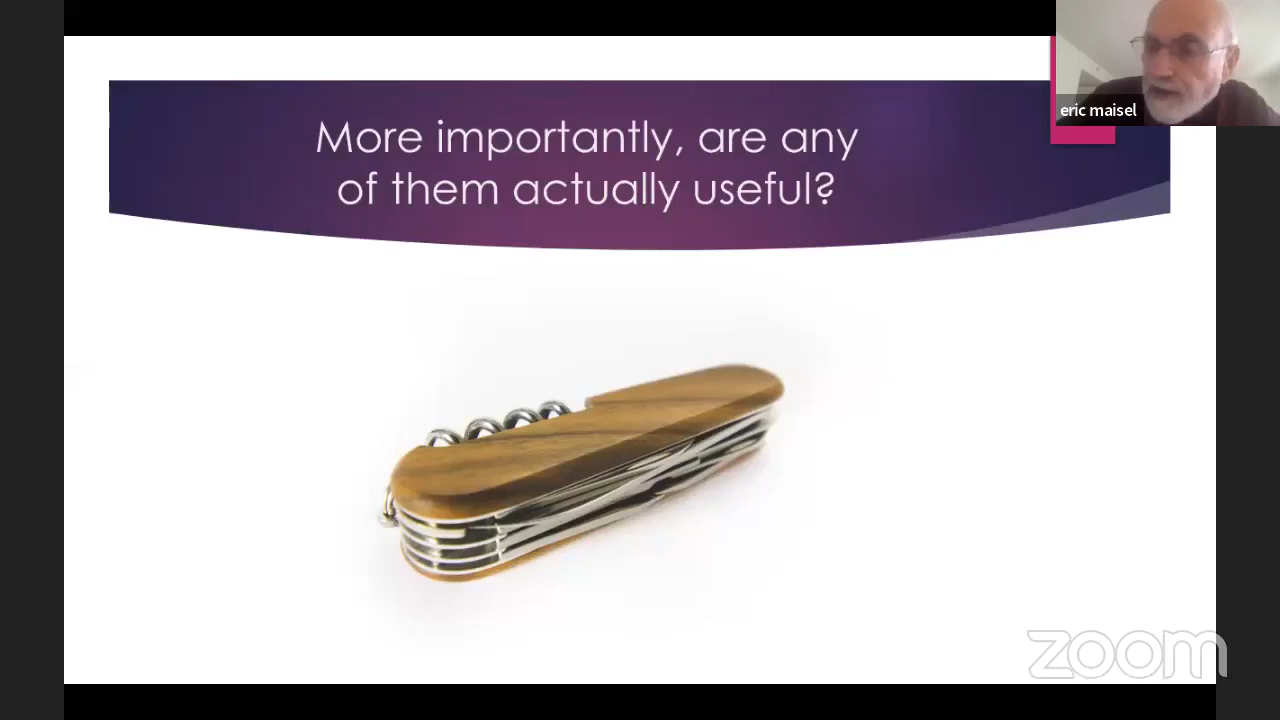 More importantly, are any
of them actually useful?
eric maisel
zoom